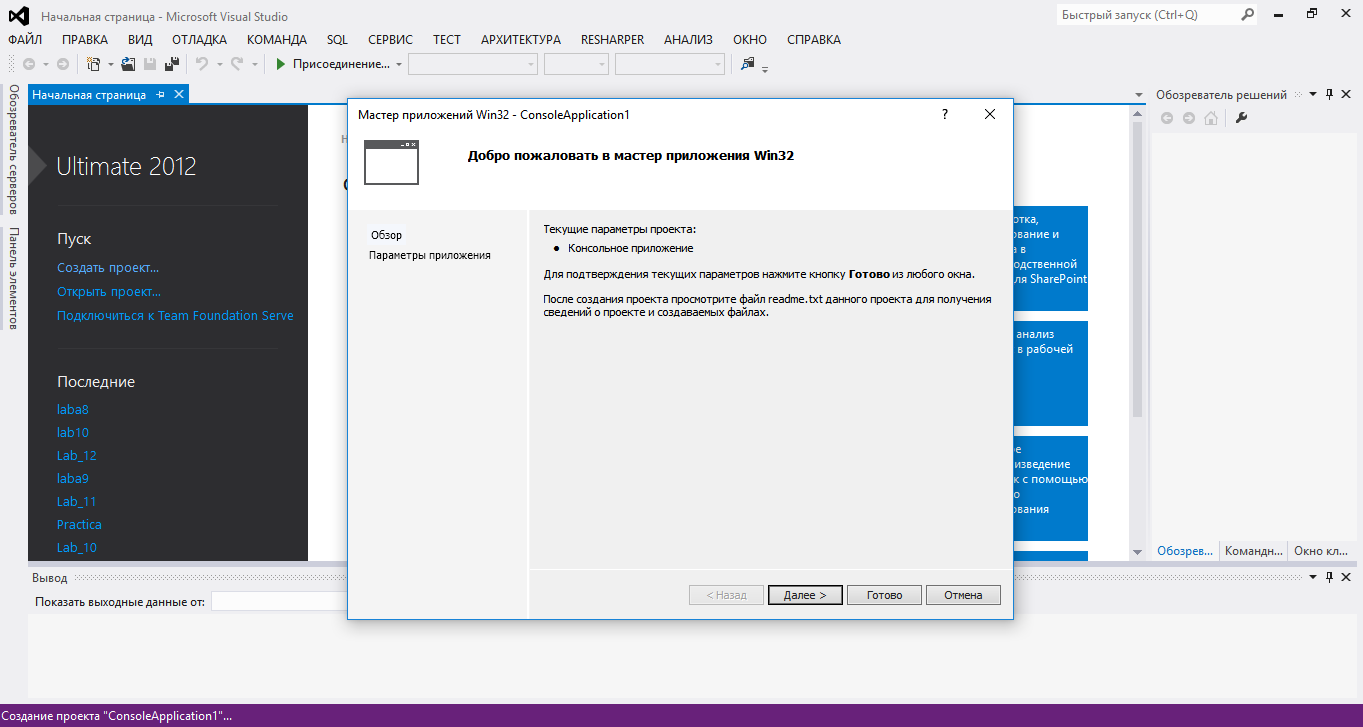 Начальная страница - Microsoft Visual Studio
Быстрый запуск (Ctrl+Q)
ФАЙЛ ПРАВКА ВИД ОТЛАДКА КОМАНДА SQL СЕРВИС ТЕСТ АРХИТЕКТУРА RESHARPER АНАЛИЗ ОКНО СПРАВКА
Присоединение...
Обозреватель серверов
Панель элементов
Начальная страница
Ultimate 2012
Пуск
Создать проект...
Открыть проект...
Подключиться к Team Foundation Serve
Последние
laba8
lab10
Lab_12
laba9
Lab_11
Practica
Lab_10
Мастер приложений Win32 - ConsoleApplication1
?
Добро пожаловать в мастер приложения Win32
Обзор
Параметры приложения
Текущие параметры проекта:
• Консольное приложение
Для подтверждения текущих параметров нажмите кнопку Готово из любого окна.
После создания проекта просмотрите файл readme.txt данного проекта для получения
сведений о проекте и создаваемых файлах.
< Назад
Далее >
Готово
Отмена
отка,
ование и
а в
одственной
ля SharePoint
анализ
в рабочей
е
изведение
к с помощью
о
ования
Обозреватель решений
Обозрев... Командн... Окно кл...
Вывод
Показать выходные данные от:
Создание проекта "ConsoleApplication1"...